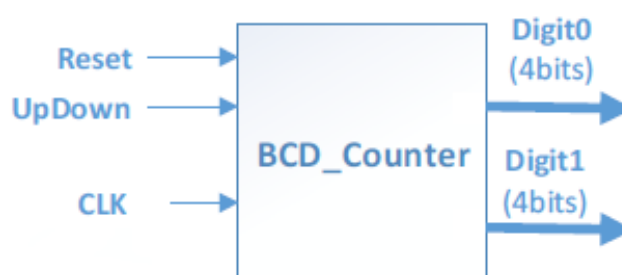 Reset
UpDown
CLK
BCD_Counter
Digit0
(4bits)
Digit1
(4bits)